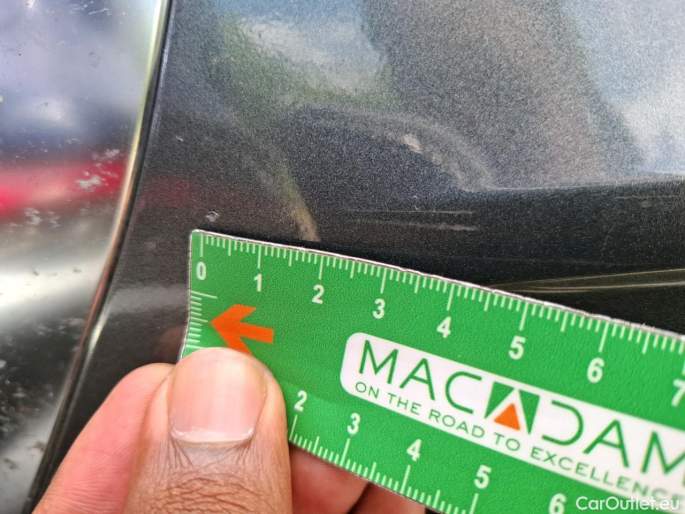 0 1 2 3 4 5 6 7
MACADAM
ON THE ROAD TO EXCELLENC
2 3 4 5 6
CarOutlet.eu